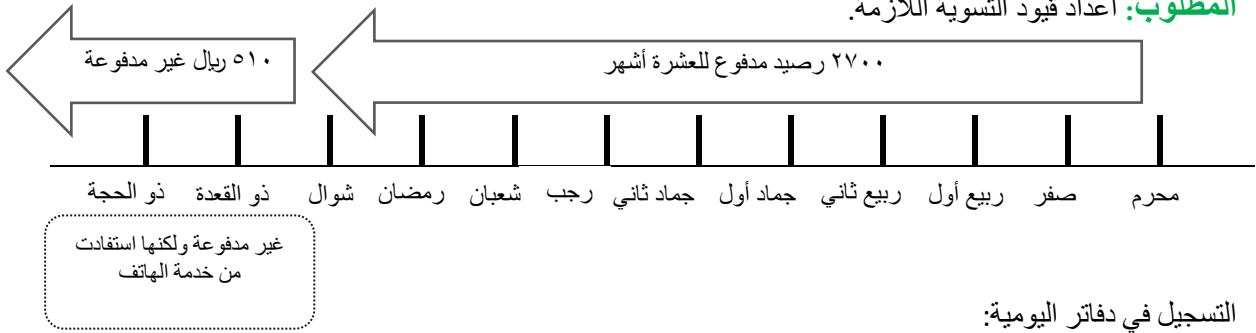 المطلوب: اعداد قيود التسوية اللازمة.
٢٧٠٠ رصيد مدفوع للعشرة أشهر
٥١٠ ريال غير مدفوعة
محرم صفر ربيع أول ربيع ثاني جماد أول جماد ثاني رجب شعبان رمضان شوال ذو القعدة ذو الحجة
غير مدفوعة ولكنها استفادت
من خدمة الهاتف
التسجيل في دفاتر اليومية: